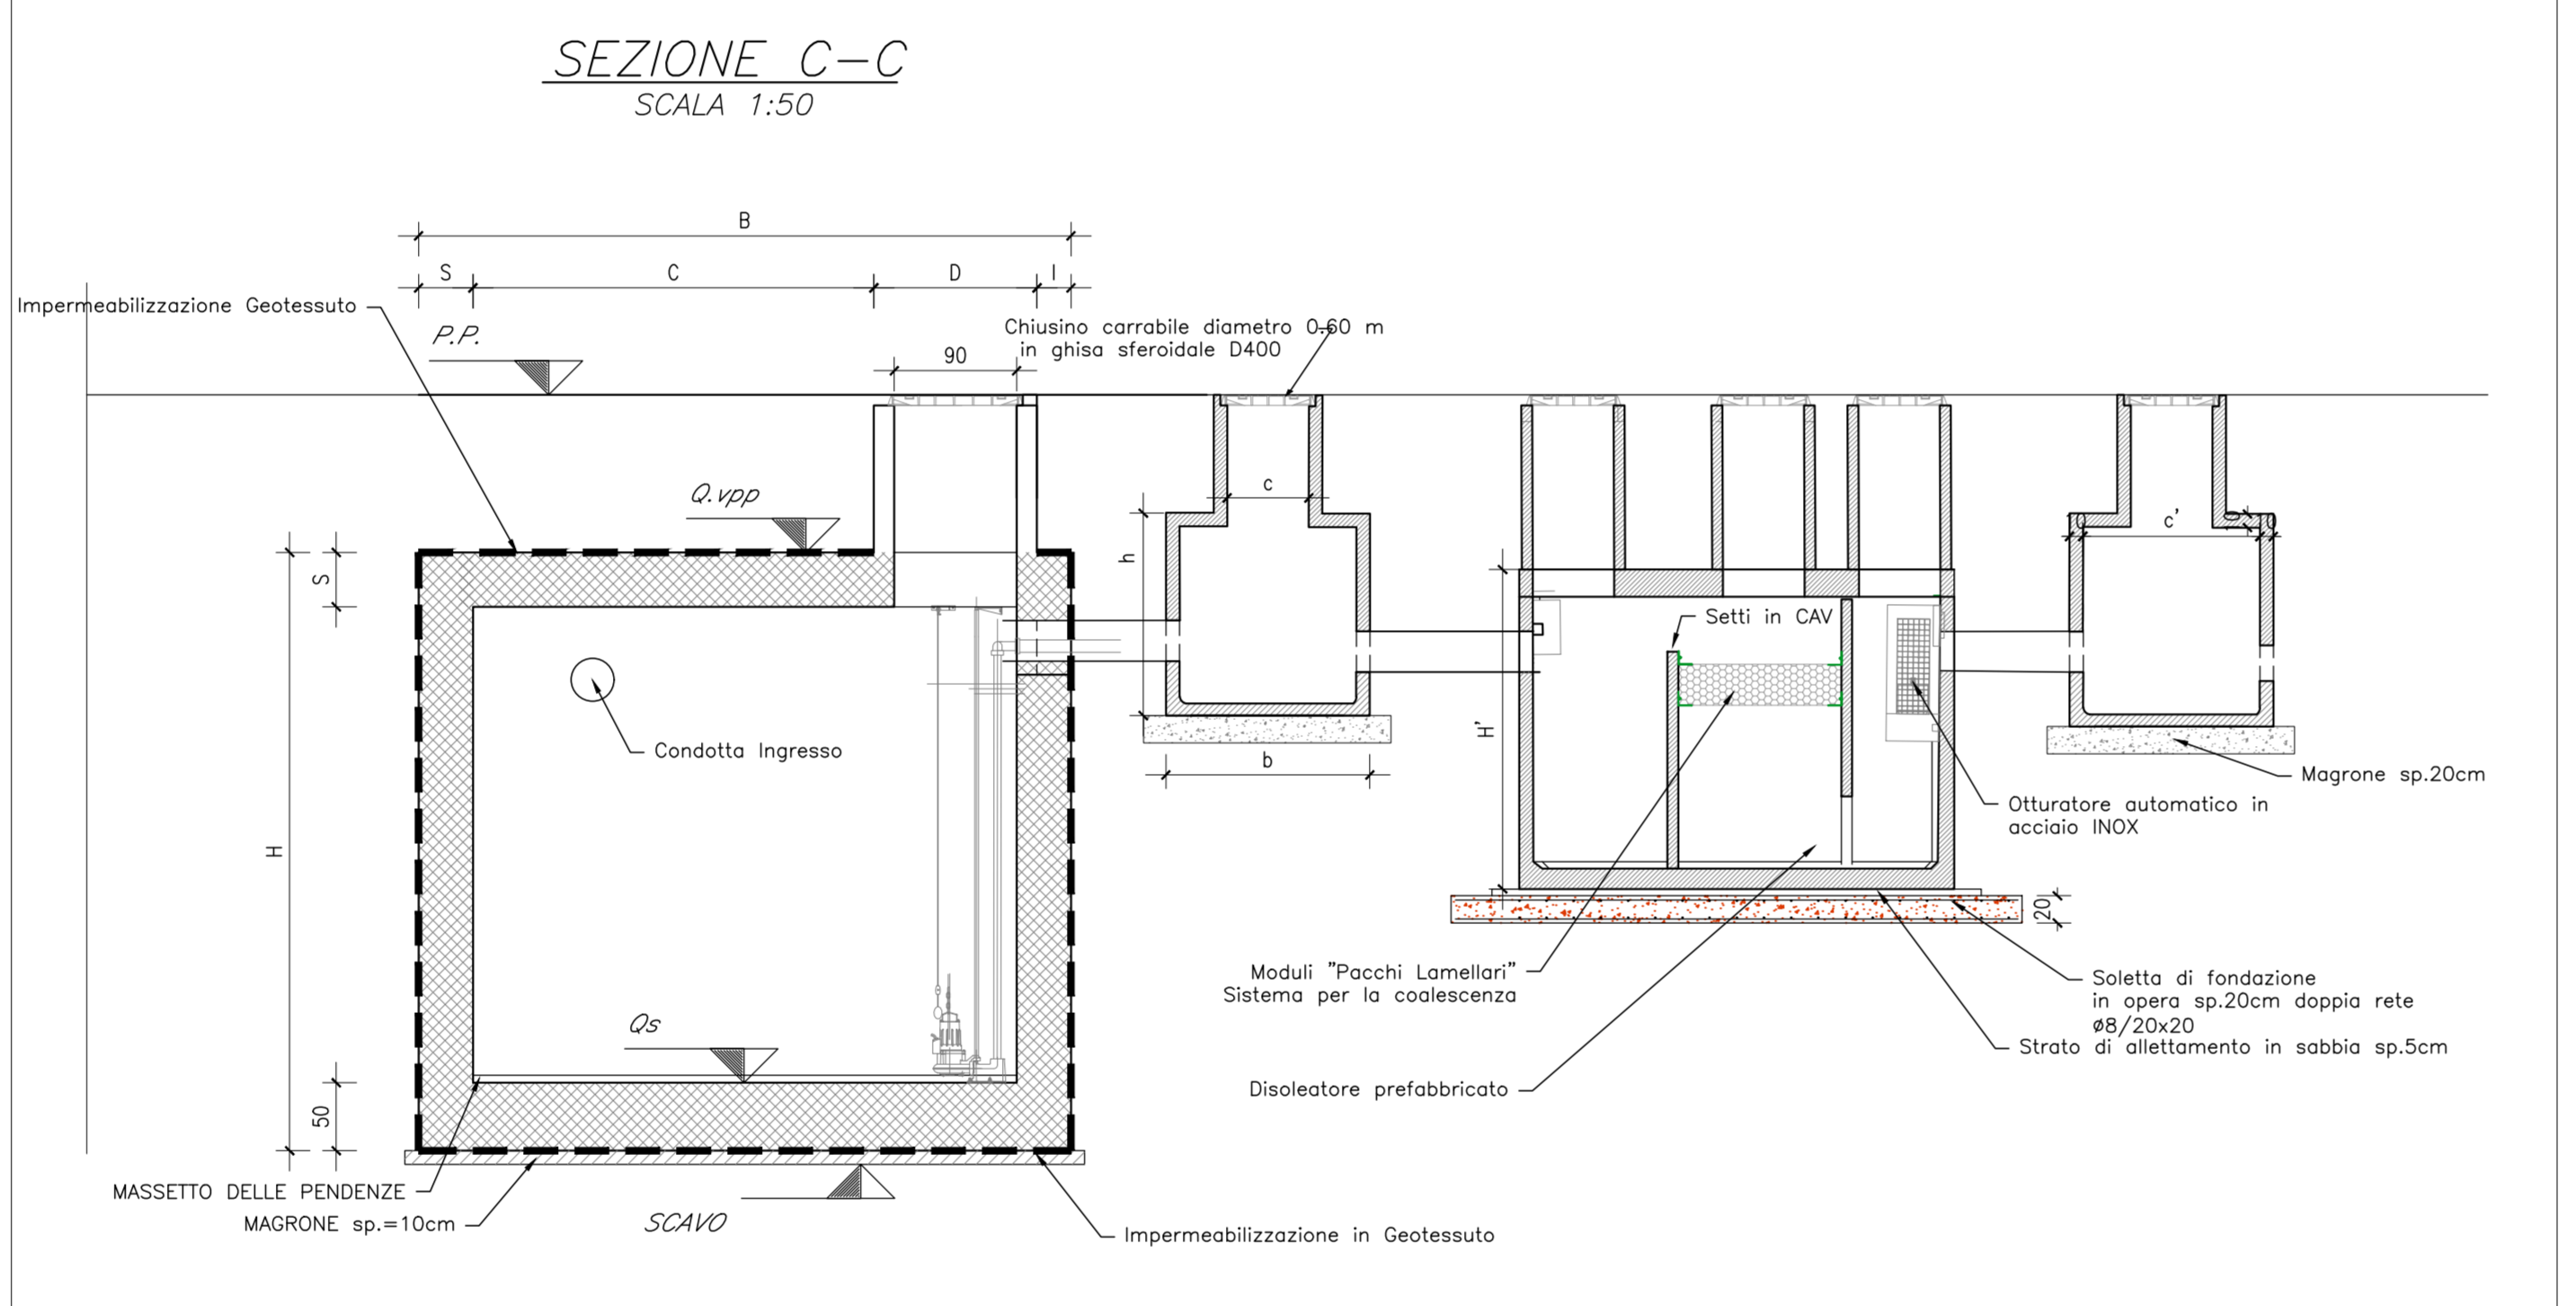 SEZIONE C-C
SCALA 1:50
B
S
C
D
I
Impermeabilizzazione Geotessuto
P.P.
Chiusino carrabile diametro 0.60 m
in ghisa sferoidale D400
90
Q.vpp
c
c'
h
S
Setti in CAV
H'
Condotta Ingresso
b
Magrone sp.20cm
Otturatore automatico in
acciaio INOX
H
20
Moduli "Pacchi Lamellari"
Sistema per la coalescenza
Soletta di fondazione
in opera sp.20cm doppia rete
ø8/20x20
Strato di allettamento in sabbia sp.5cm
Qs
Disoleatore prefabbricato
50
MASSETTO DELLE PENDENZE
MAGRONE sp.=10cm
SCAVO
Impermeabilizzazione in Geotessuto